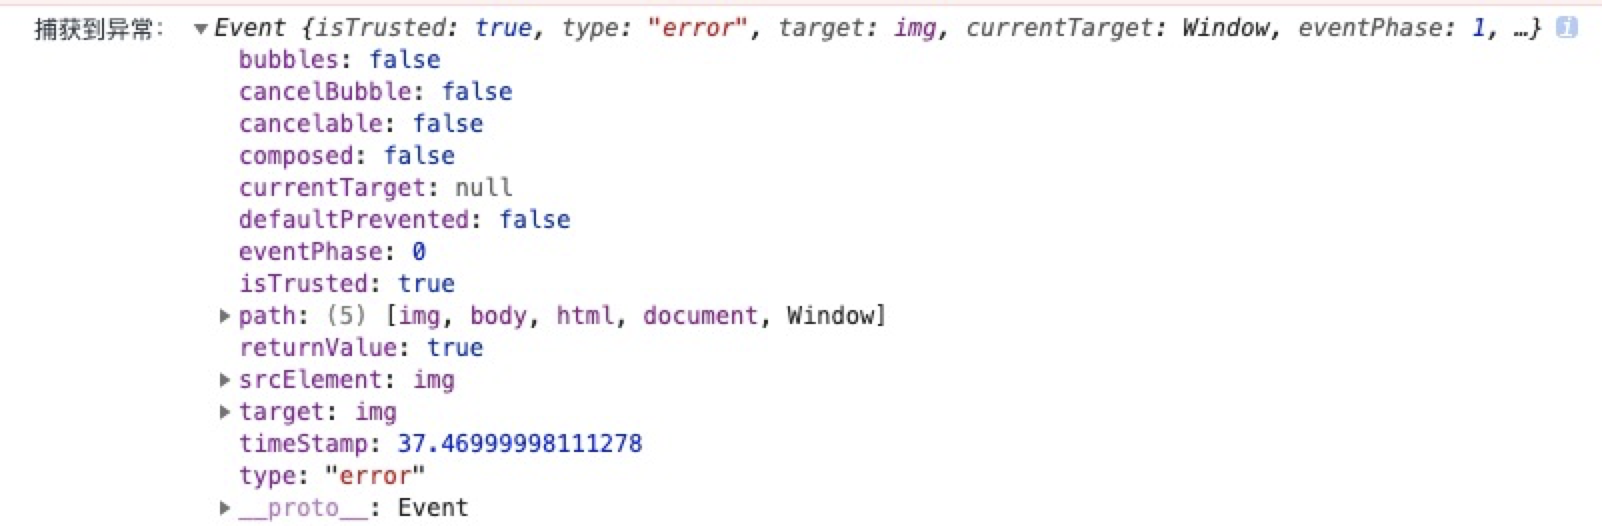 捕获到异常: ▼Event {isTrusted: true, type: "error", target: img, currentTarget: Window, eventPhase: 1, …} i
bubbles: false
cancelBubble: false
cancelable: false
composed: false
currentTarget: null
defaultPrevented: false
eventPhase: 0
isTrusted: true
▶path: (5) [img, body, html, document, Window]
returnValue: true
▶srcElement: img
▶target: img
timeStamp: 37.46999998111278
type: "error"
▶__proto__: Event